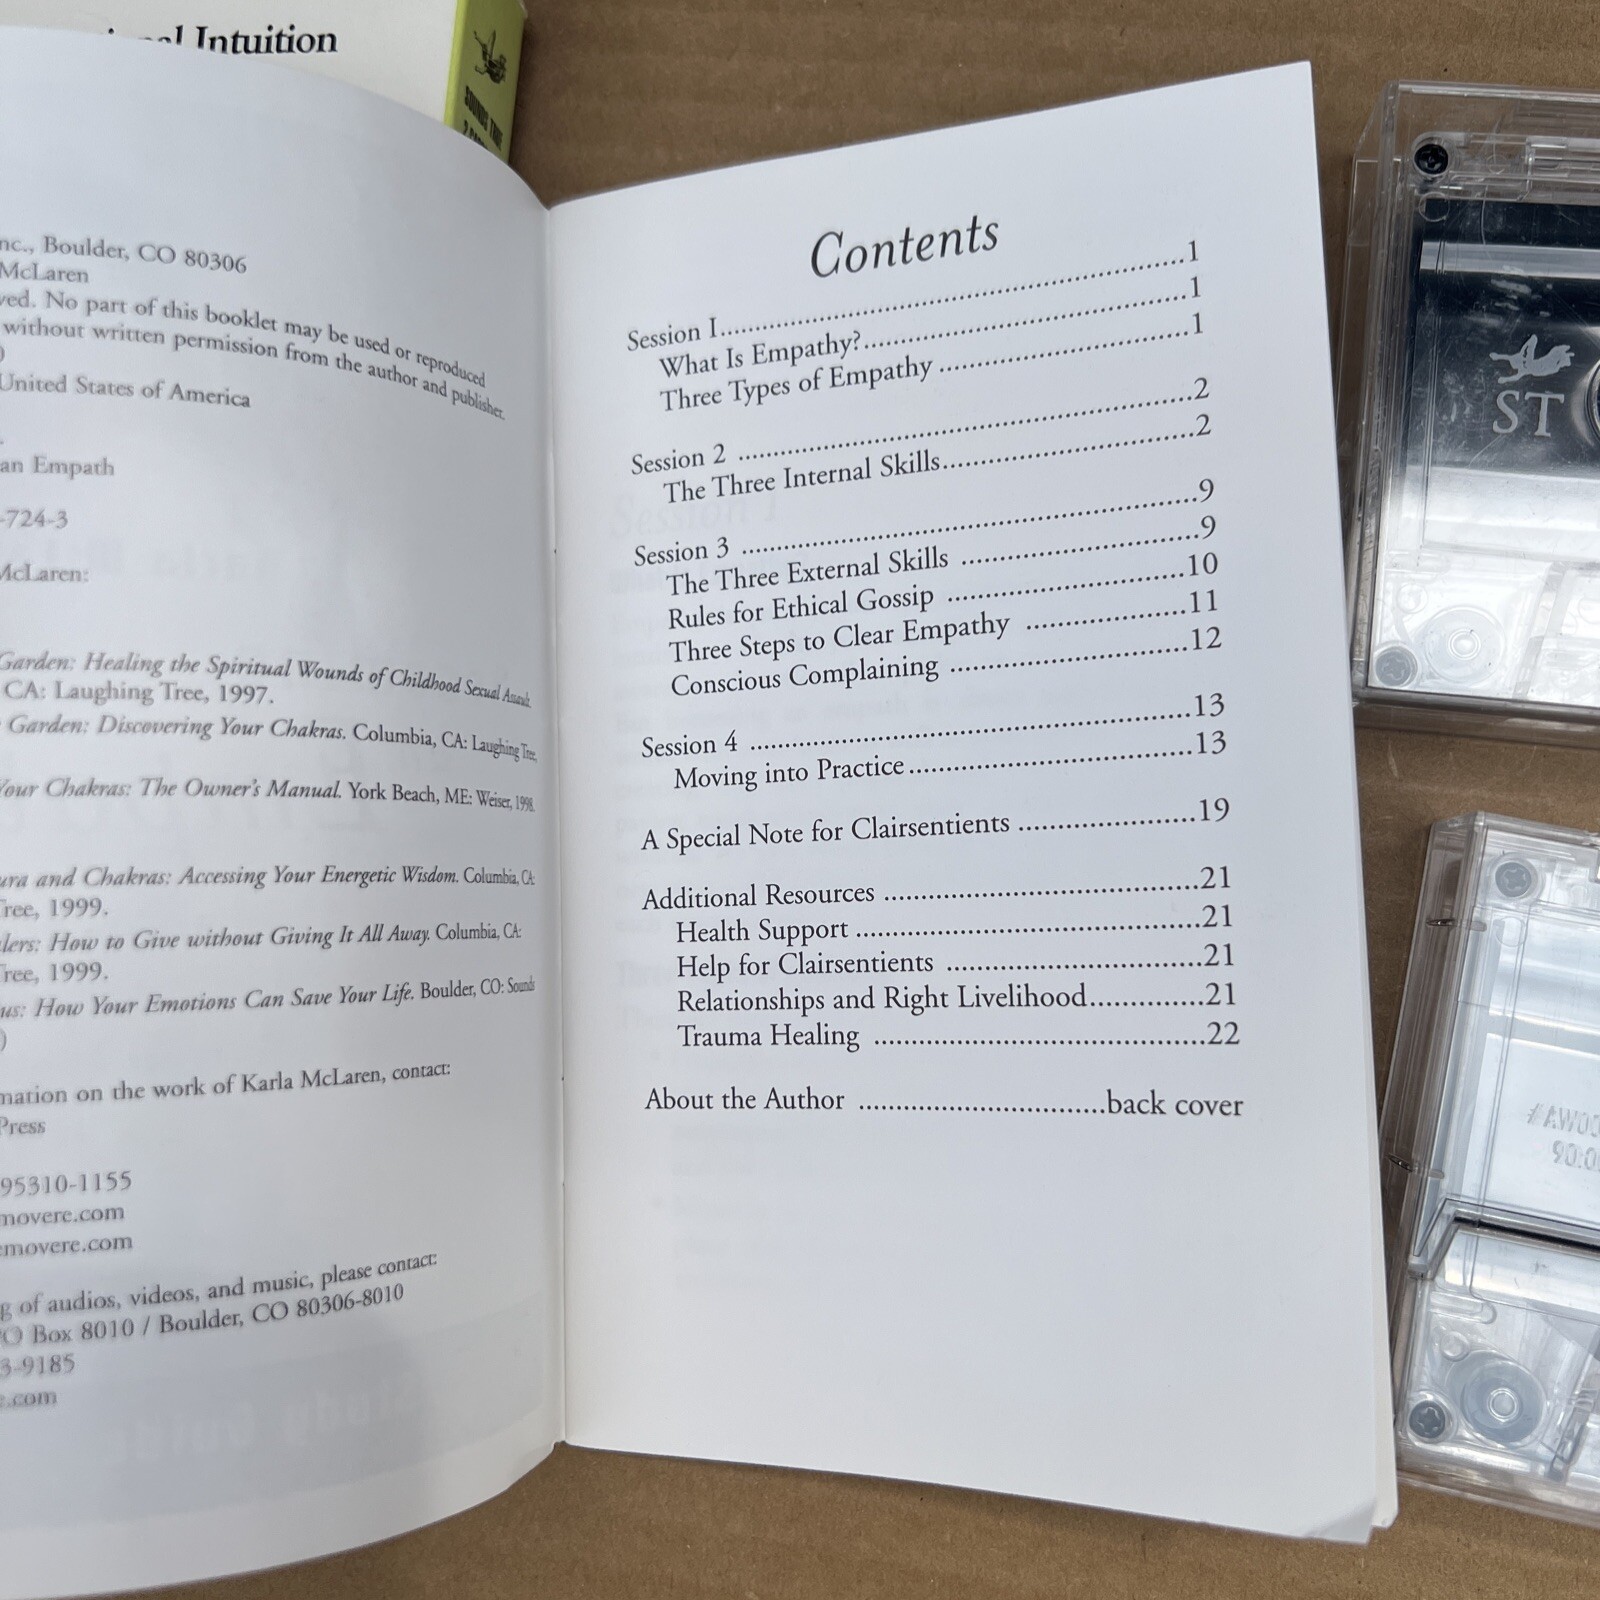 Intuition
SOUNDS TRUE
nc., Boulder, CO 80306
McLaren
ved. No part of this booklet may be used or reproduced
without written permission from the author and publisher.
)
United States of America
.
an Empath
-724-3
McLaren:
Garden: Healing the Spiritual Wounds of Childhood Sexual Assault.
CA: Laughing Tree, 1997.
Garden: Discovering Your Chakras. Columbia, CA: Laughing Tree,
Your Chakras: The Owner's Manual. York Beach, ME: Weiser, 1998.
ura and Chakras: Accessing Your Energetic Wisdom. Columbia, CA:
Tree, 1999.
lers: How to Give without Giving It All Away. Columbia, CA:
Tree, 1999.
us: How Your Emotions Can Save Your Life. Boulder, CO: Sounds
)
mation on the work of Karla McLaren, contact:
Press
95310-1155
movere.com
emovere.com
g of audios, videos, and music, please contact:
PO Box 8010 / Boulder, CO 80306-8010
3-9185
e.com
Contents
Session I..........1
What Is Empathy?..........1
Three Types of Empathy ..........1
Session 2 ..........2
The Three Internal Skills..........2
Session 3 ..........9
The Three External Skills ..........9
Rules for Ethical Gossip ..........10
Three Steps to Clear Empathy ..........11
Conscious Complaining ..........12
Session 4 ..........13
Moving into Practice..........13
A Special Note for Clairsentients ..........19
Additional Resources ..........21
Health Support ..........21
Help for Clairsentients ..........21
Relationships and Right Livelihood..........21
Trauma Healing ..........22
About the Author ..........back cover
ST